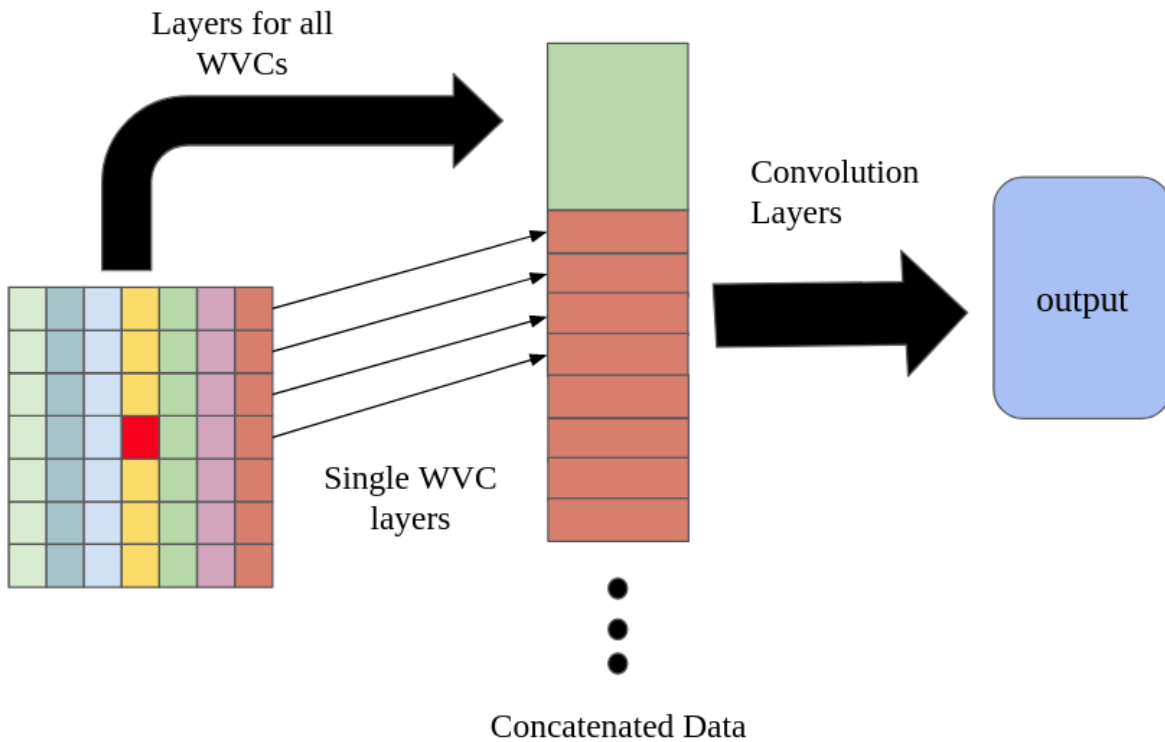 Layers for all
WVCs
Convolution
Layers
output
Single WVC
layers
Concatenated Data